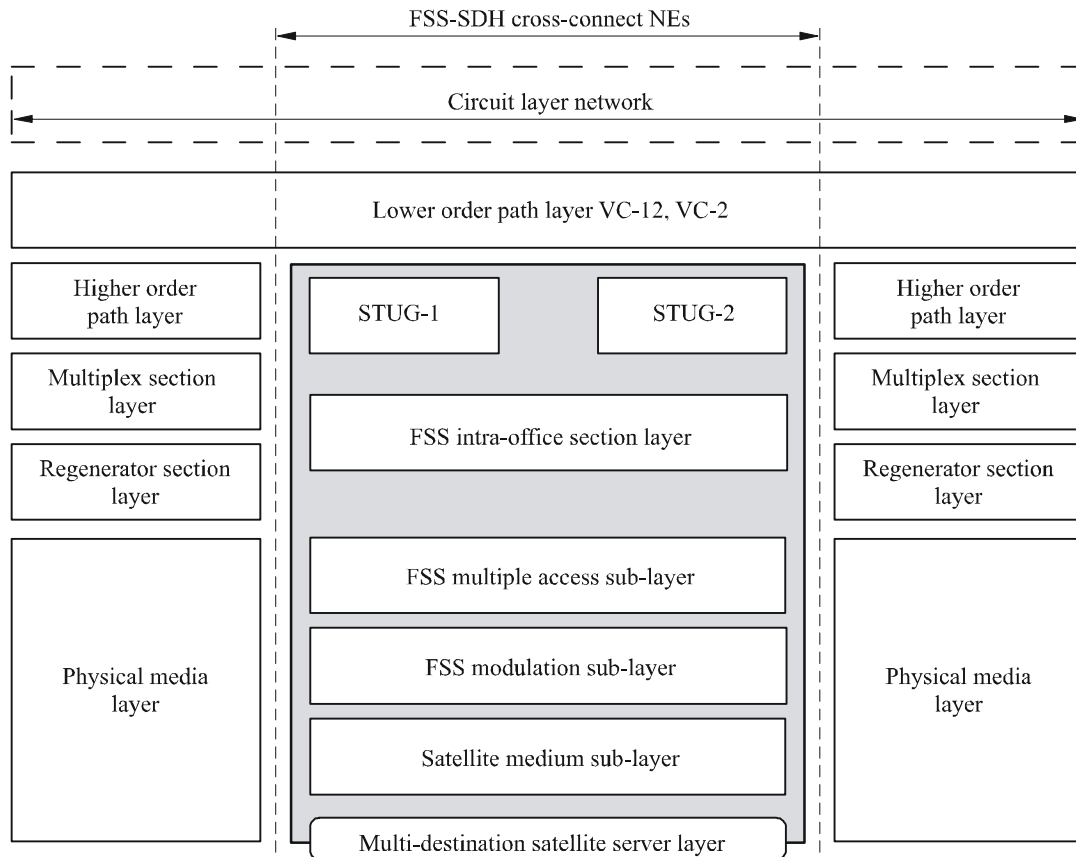 FSS-SDH cross-connect NEs
Circuit layer network
Lower order path layer VC-12, VC-2
Higher order
path layer
STUG-1
STUG-2
Higher order
path layer
Multiplex section
layer
Multiplex section
layer
FSS intra-office section layer
Regenerator section
layer
Regenerator section
layer
FSS multiple access sub-layer
Physical media
layer
FSS modulation sub-layer
Physical media
layer
Satellite medium sub-layer
Multi-destination satellite server layer